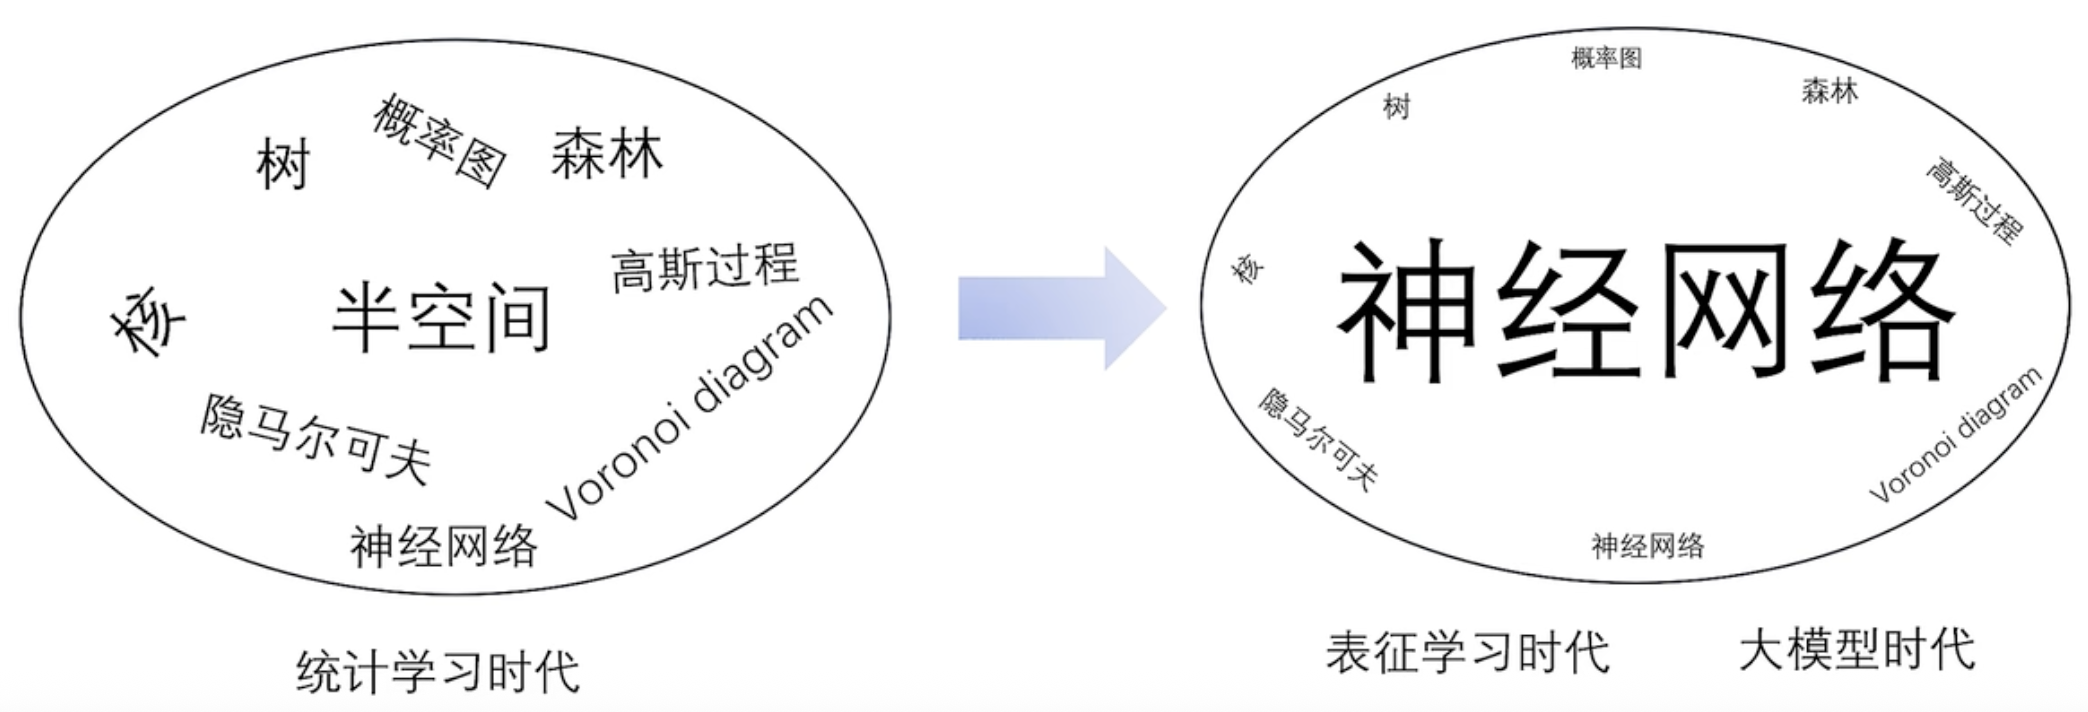 树
概率图
森林
核
半空间
高斯过程
隐马尔可夫
Voronoi diagram
神经网络
统计学习时代
概率图
树
森林
高斯过程
核
神经网络
隐马尔可夫
Voronoi diagram
神经网络
表征学习时代
大模型时代